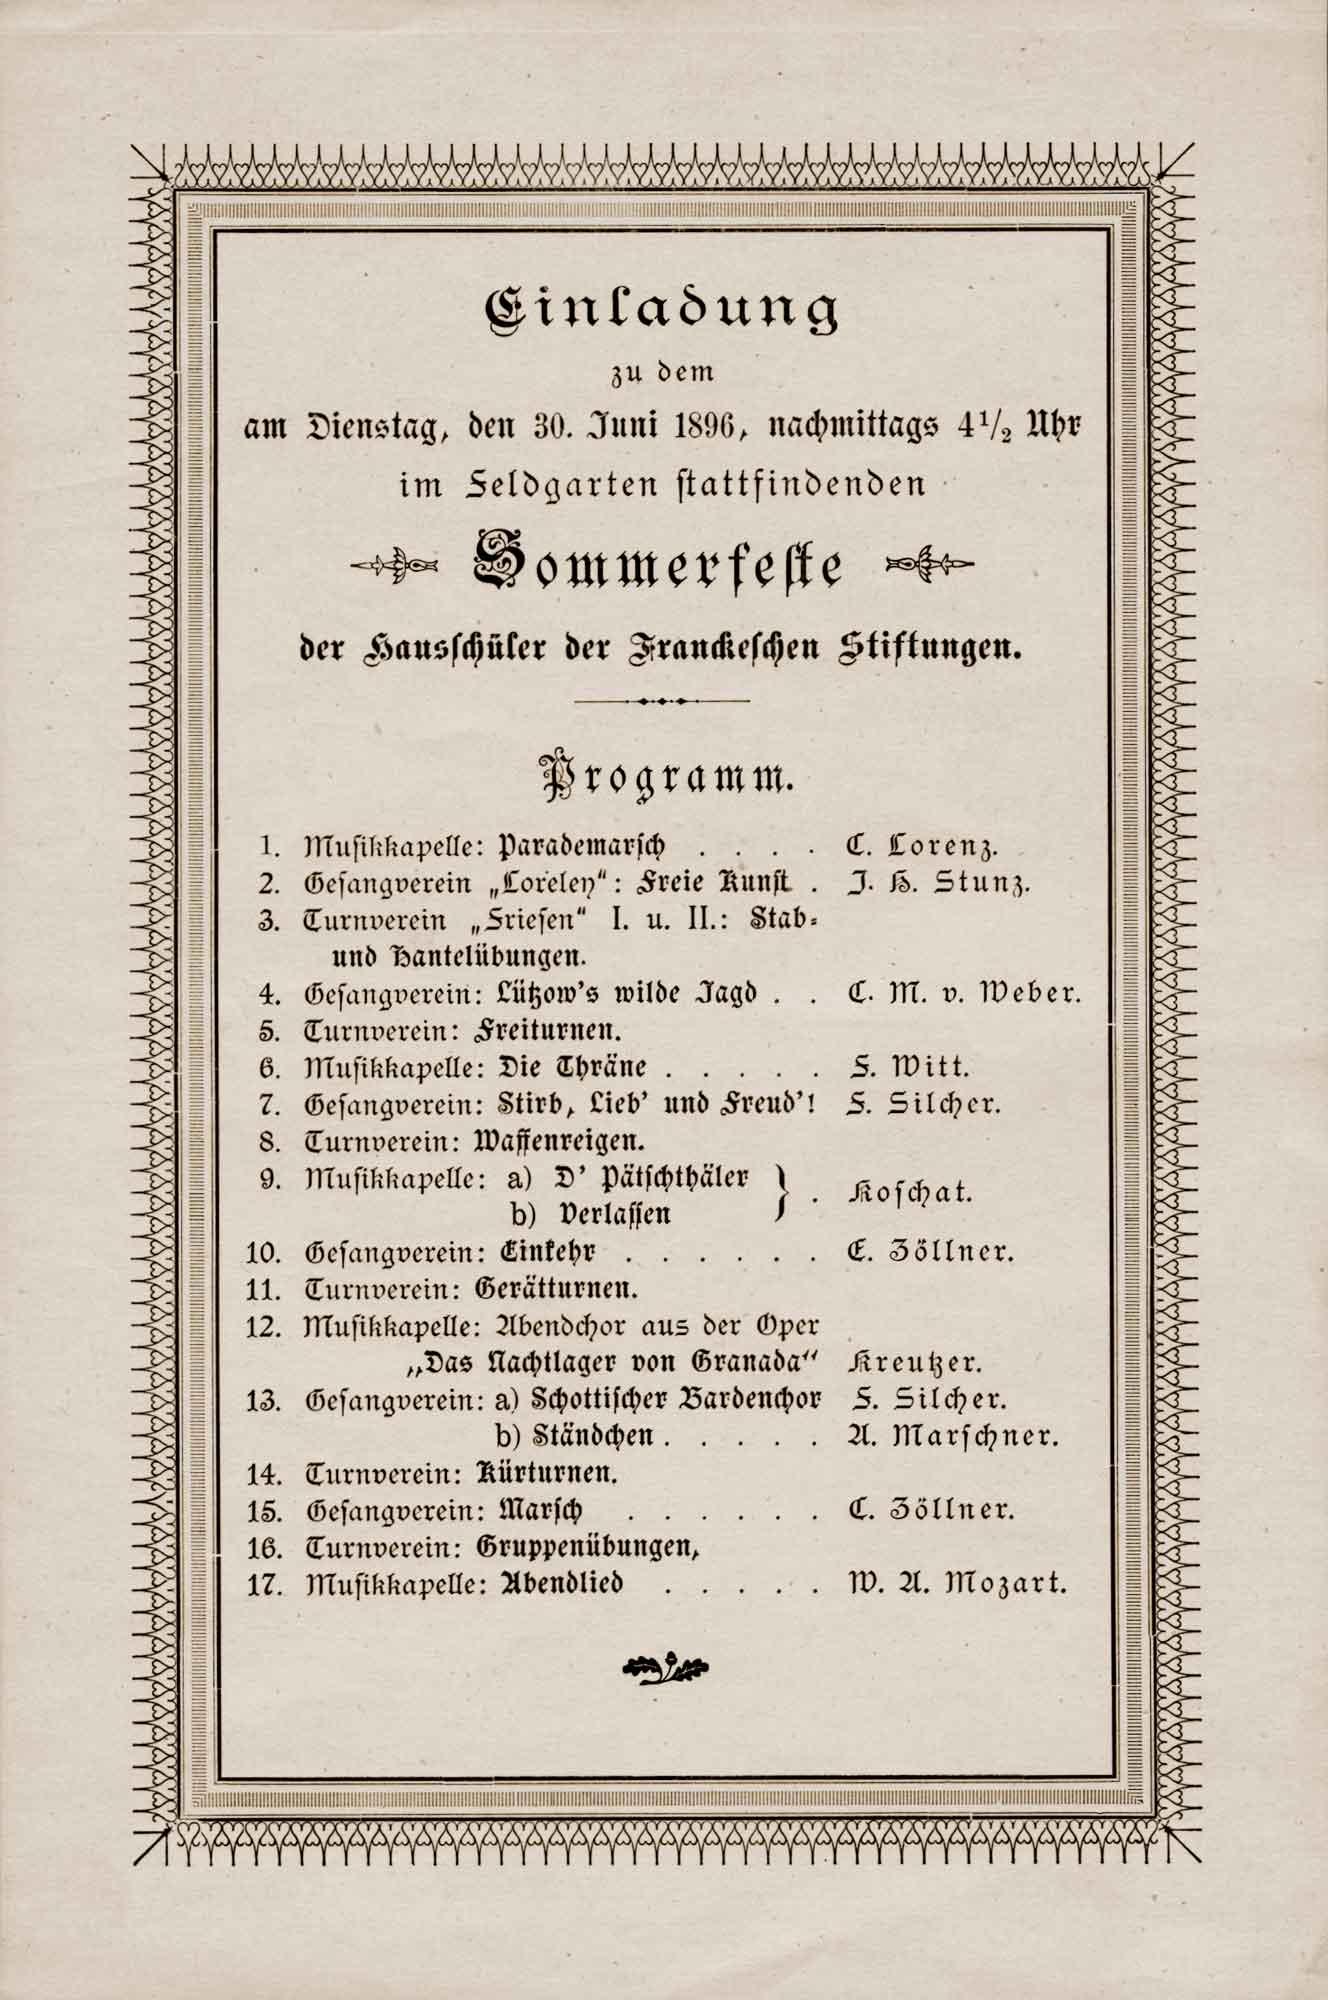 Einladung
zu dem
am Dienstag, den 30. Juni 1896, nachmittags 4 1/2 Uhr
im Feldgarten stattfindenden
Sommerfeste
der Hausschüler der Franckeschen Stiftungen.
Programm.
1. Musikkapelle: Parademarsch . . . . C. Lorenz.
2. Gesangverein „Loreley“: Freie Kunst . J. H. Stunz.
3. Turnverein „Friesen“ I. u. II.: Stab-
und Hantelübungen.
4. Gesangverein: Lützow's wilde Jagd . . C. M. v. Weber.
5. Turnverein: Freiturnen.
6. Musikkapelle: Die Thräne . . . . . F. Witt.
7. Gesangverein: Stirb, Lieb' und Freud'! F. Silcher.
8. Turnverein: Waffenreigen.
9. Musikkapelle: a) D' Pätschthäler
b) Verlassen } . Koschat.
10. Gesangverein: Einkehr . . . . . . C. Zöllner.
11. Turnverein: Gerätturnen.
12. Musikkapelle: Abendchor aus der Oper
„Das Nachtlager von Granada“ Kreutzer.
13. Gesangverein: a) Schottischer Bardenchor F. Silcher.
b) Ständchen . . . . . A. Marschner.
14. Turnverein: Kürturnen.
15. Gesangverein: Marsch . . . . . . C. Zöllner.
16. Turnverein: Gruppenübungen,
17. Musikkapelle: Abendlied . . . . . W. A. Mozart.